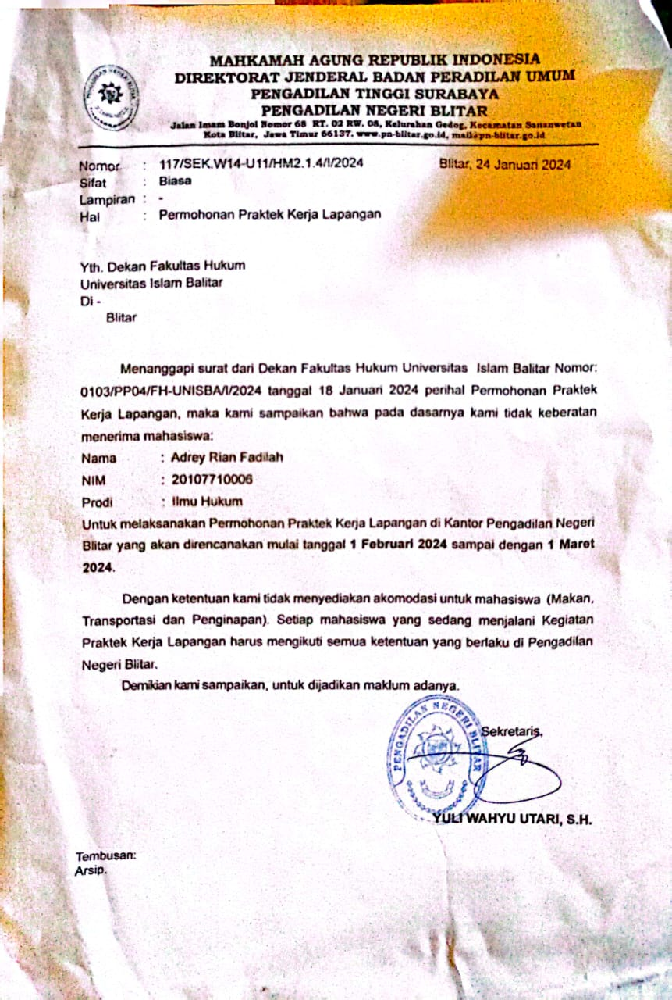 MAHKAMAH AGUNG REPUBLIK INDONESIA
DIREKTORAT JENDERAL BADAN PERADILAN UMUM
PENGADILAN TINGGI SURABAYA
PENGADILAN NEGERI BLITAR
Jalan Imam Bonjol Nomor 68 RT. 02 RW. 08, Kelurahan Gedog, Kecamatan Sananwetan
Kota Blitar, Jawa Timur 66137. www.pn-blitar.go.id, mail@pn-blitar.go.id
Nomor : 117/SEK.W14-U11/HM2.1.4/I/2024 Blitar, 24 Januari 2024
Sifat : Biasa
Lampiran : -
Hal : Permohonan Praktek Kerja Lapangan
Yth. Dekan Fakultas Hukum
Universitas Islam Balitar
Di -
Blitar
Menanggapi surat dari Dekan Fakultas Hukum Universitas Islam Balitar Nomor:
0103/PP04/FH-UNISBA/I/2024 tanggal 18 Januari 2024 perihal Permohonan Praktek
Kerja Lapangan, maka kami sampaikan bahwa pada dasarnya kami tidak keberatan
menerima mahasiswa:
Nama : Adrey Rian Fadilah
NIM : 20107710006
Prodi : Ilmu Hukum
Untuk melaksanakan Permohonan Praktek Kerja Lapangan di Kantor Pengadilan Negeri
Blitar yang akan direncanakan mulai tanggal 1 Februari 2024 sampai dengan 1 Maret
2024.
Dengan ketentuan kami tidak menyediakan akomodasi untuk mahasiswa (Makan,
Transportasi dan Penginapan). Setiap mahasiswa yang sedang menjalani Kegiatan
Praktek Kerja Lapangan harus mengikuti semua ketentuan yang berlaku di Pengadilan
Negeri Blitar.
Demikian kami sampaikan, untuk dijadikan maklum adanya.
Sekretaris,
PENGADILAN NEGERI BLITAR
YULI WAHYU UTARI, S.H.
Tembusan:
Arsip.